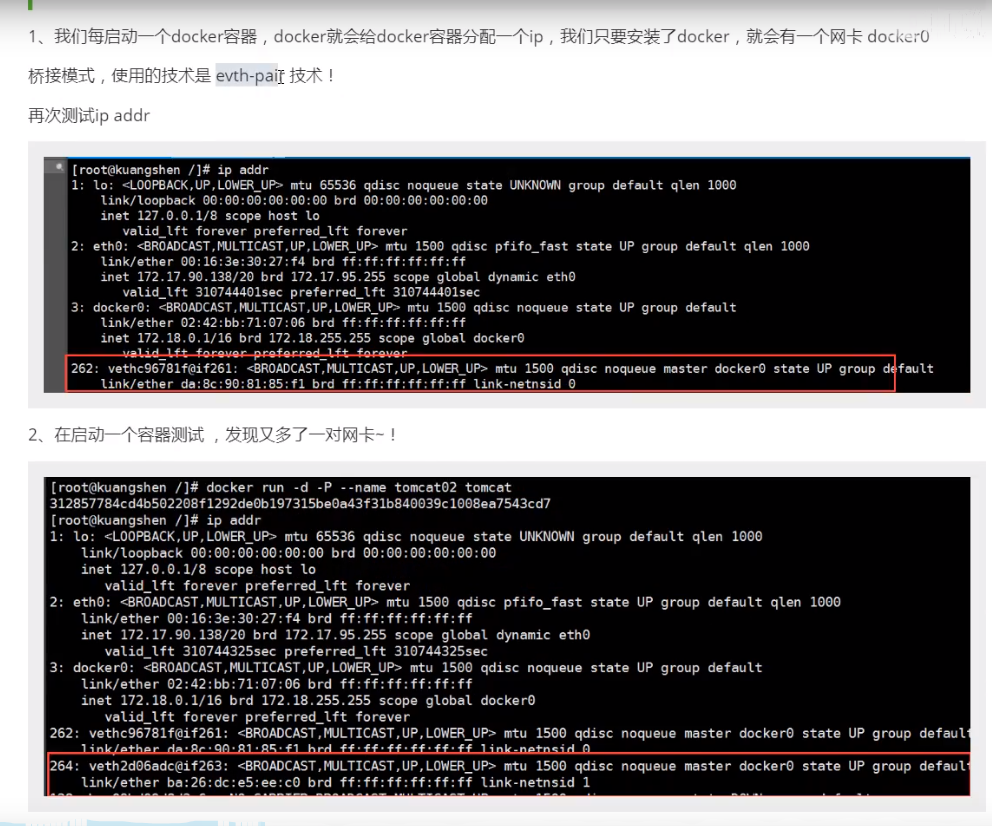 1、我们每启动一个docker容器，docker就会给docker容器分配一个ip，我们只要安装了docker，就会有一个网卡 docker0
桥接模式，使用的技术是 evth-pair 技术！
再次测试ip addr
[root@kuangshen /]# ip addr
1: lo: <LOOPBACK,UP,LOWER_UP> mtu 65536 qdisc noqueue state UNKNOWN group default qlen 1000
link/loopback 00:00:00:00:00:00 brd 00:00:00:00:00:00
inet 127.0.0.1/8 scope host lo
valid_lft forever preferred_lft forever
2: eth0: <BROADCAST,MULTICAST,UP,LOWER_UP> mtu 1500 qdisc pfifo_fast state UP group default qlen 1000
link/ether 00:16:3e:30:27:f4 brd ff:ff:ff:ff:ff:ff
inet 172.17.90.138/20 brd 172.17.95.255 scope global dynamic eth0
valid_lft 310744401sec preferred_lft 310744401sec
3: docker0: <BROADCAST,MULTICAST,UP,LOWER_UP> mtu 1500 qdisc noqueue state UP group default
link/ether 02:42:bb:71:07:06 brd ff:ff:ff:ff:ff:ff
inet 172.18.0.1/16 brd 172.18.255.255 scope global docker0
valid_lft forever preferred_lft forever
262: vethc96781f@if261: <BROADCAST,MULTICAST,UP,LOWER_UP> mtu 1500 qdisc noqueue master docker0 state UP group default
link/ether da:8c:90:81:85:f1 brd ff:ff:ff:ff:ff:ff link-netnsid 0
2、在启动一个容器测试 ，发现又多了一对网卡~！
[root@kuangshen /]# docker run -d -P --name tomcat02 tomcat
312857784cd4b502208f1292de0b197315be0a43f31b840039c1008ea7543cd7
[root@kuangshen /]# ip addr
1: lo: <LOOPBACK,UP,LOWER_UP> mtu 65536 qdisc noqueue state UNKNOWN group default qlen 1000
link/loopback 00:00:00:00:00:00 brd 00:00:00:00:00:00
inet 127.0.0.1/8 scope host lo
valid_lft forever preferred_lft forever
2: eth0: <BROADCAST,MULTICAST,UP,LOWER_UP> mtu 1500 qdisc pfifo_fast state UP group default qlen 1000
link/ether 00:16:3e:30:27:f4 brd ff:ff:ff:ff:ff:ff
inet 172.17.90.138/20 brd 172.17.95.255 scope global dynamic eth0
valid_lft 310744325sec preferred_lft 310744325sec
3: docker0: <BROADCAST,MULTICAST,UP,LOWER_UP> mtu 1500 qdisc noqueue state UP group default
link/ether 02:42:bb:71:07:06 brd ff:ff:ff:ff:ff:ff
inet 172.18.0.1/16 brd 172.18.255.255 scope global docker0
valid_lft forever preferred_lft forever
262: vethc96781f@if261: <BROADCAST,MULTICAST,UP,LOWER_UP> mtu 1500 qdisc noqueue master docker0 state UP group default
link/ether da:8c:90:81:85:f1 brd ff:ff:ff:ff:ff:ff link-netnsid 0
264: veth2d06adc@if263: <BROADCAST,MULTICAST,UP,LOWER_UP> mtu 1500 qdisc noqueue master docker0 state UP group default
link/ether ba:26:dc:e5:ee:c0 brd ff:ff:ff:ff:ff:ff link-netnsid 1